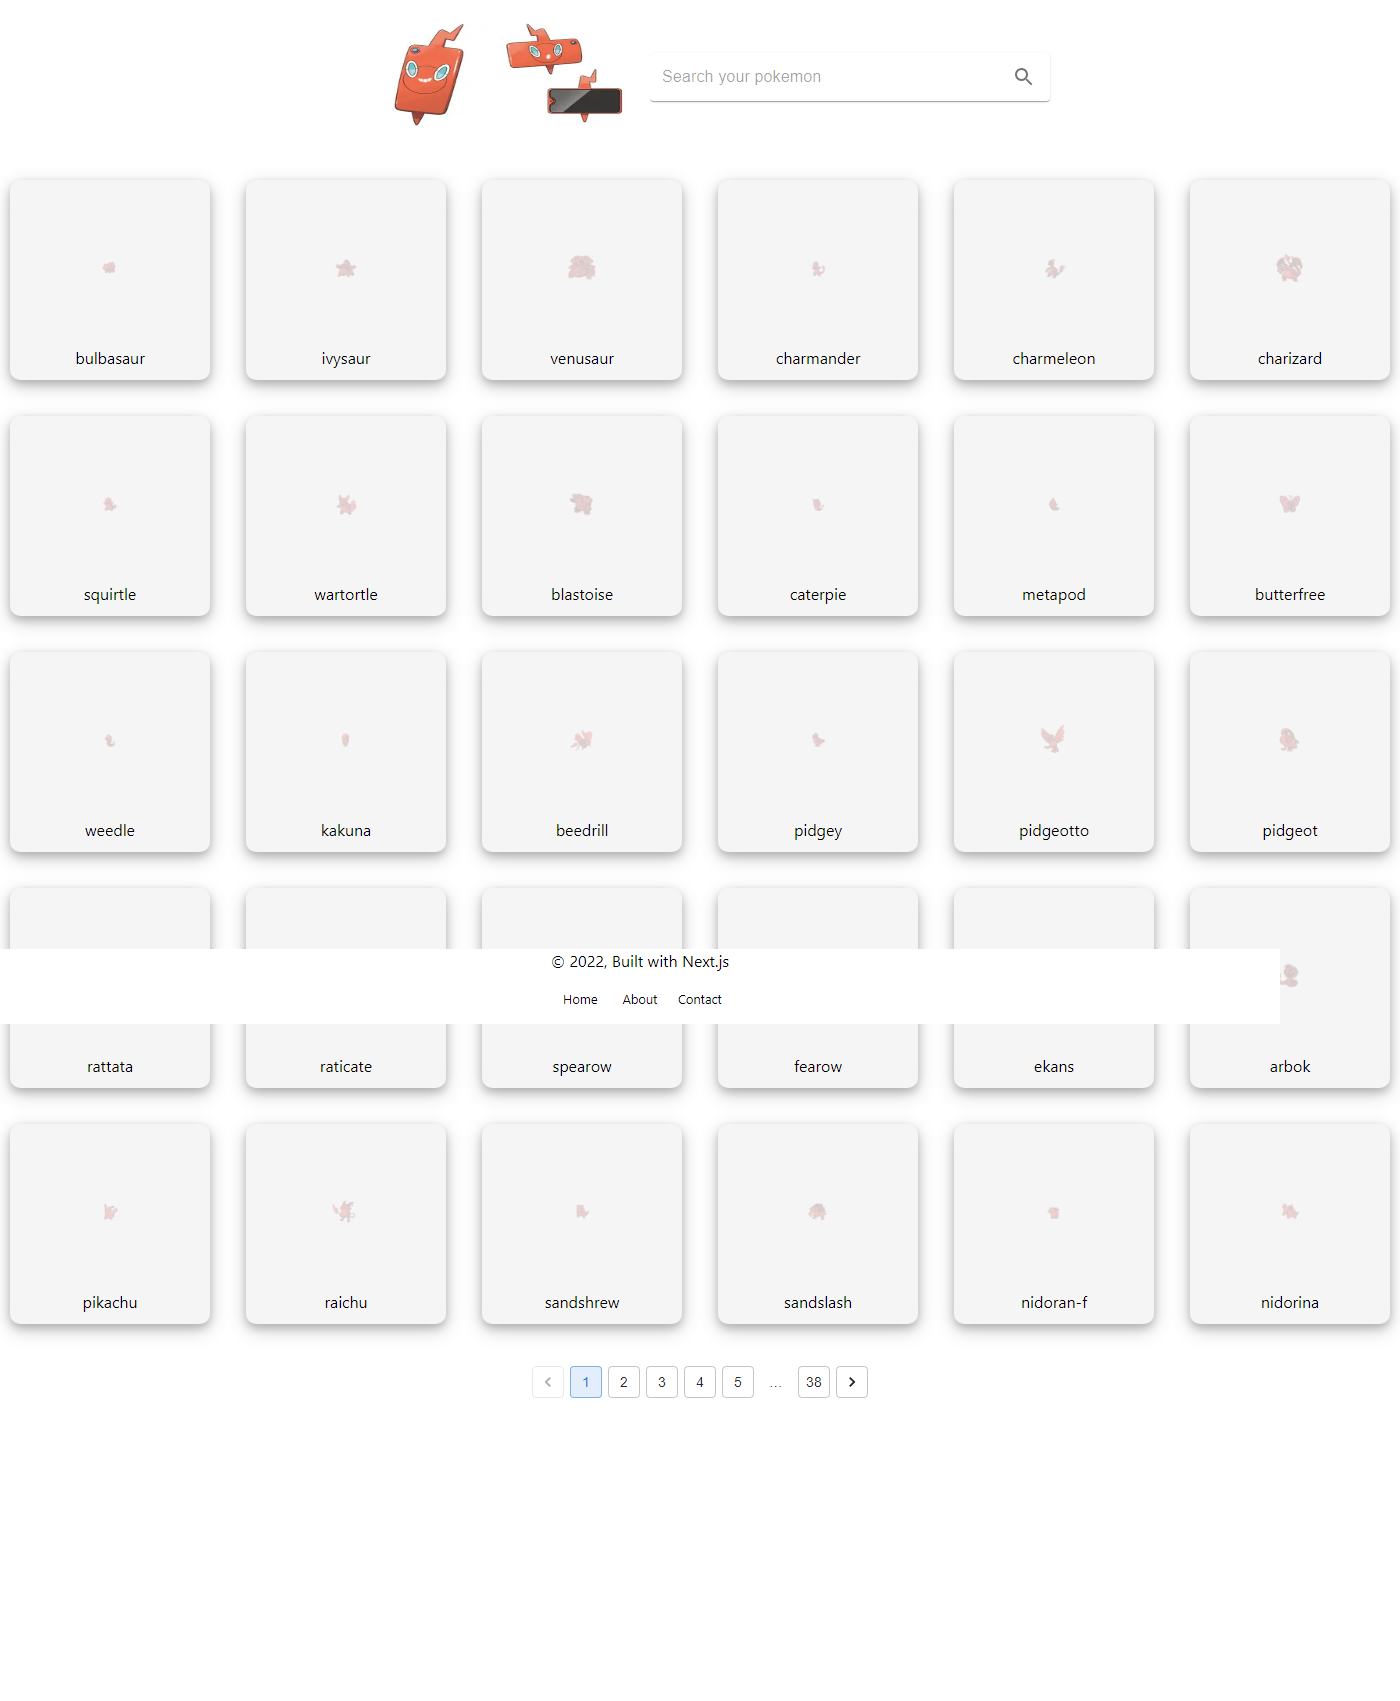 Search your pokemon
bulbasaur
ivysaur
venusaur
charmander
charmeleon
charizard
squirtle
wartortle
blastoise
caterpie
metapod
butterfree
weedle
kakuna
beedrill
pidgey
pidgeotto
pidgeot
© 2022, Built with Next.js
Home About Contact
rattata
raticate
spearow
fearow
ekans
arbok
pikachu
raichu
sandshrew
sandslash
nidoran-f
nidorina
1 2 3 4 5 ... 38